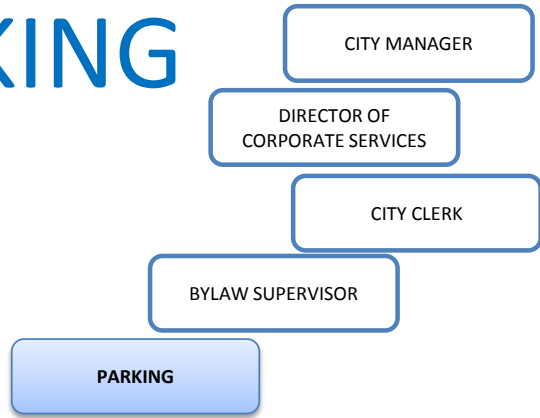 KING
CITY MANAGER
DIRECTOR OF
CORPORATE SERVICES
CITY CLERK
BYLAW SUPERVISOR
PARKING